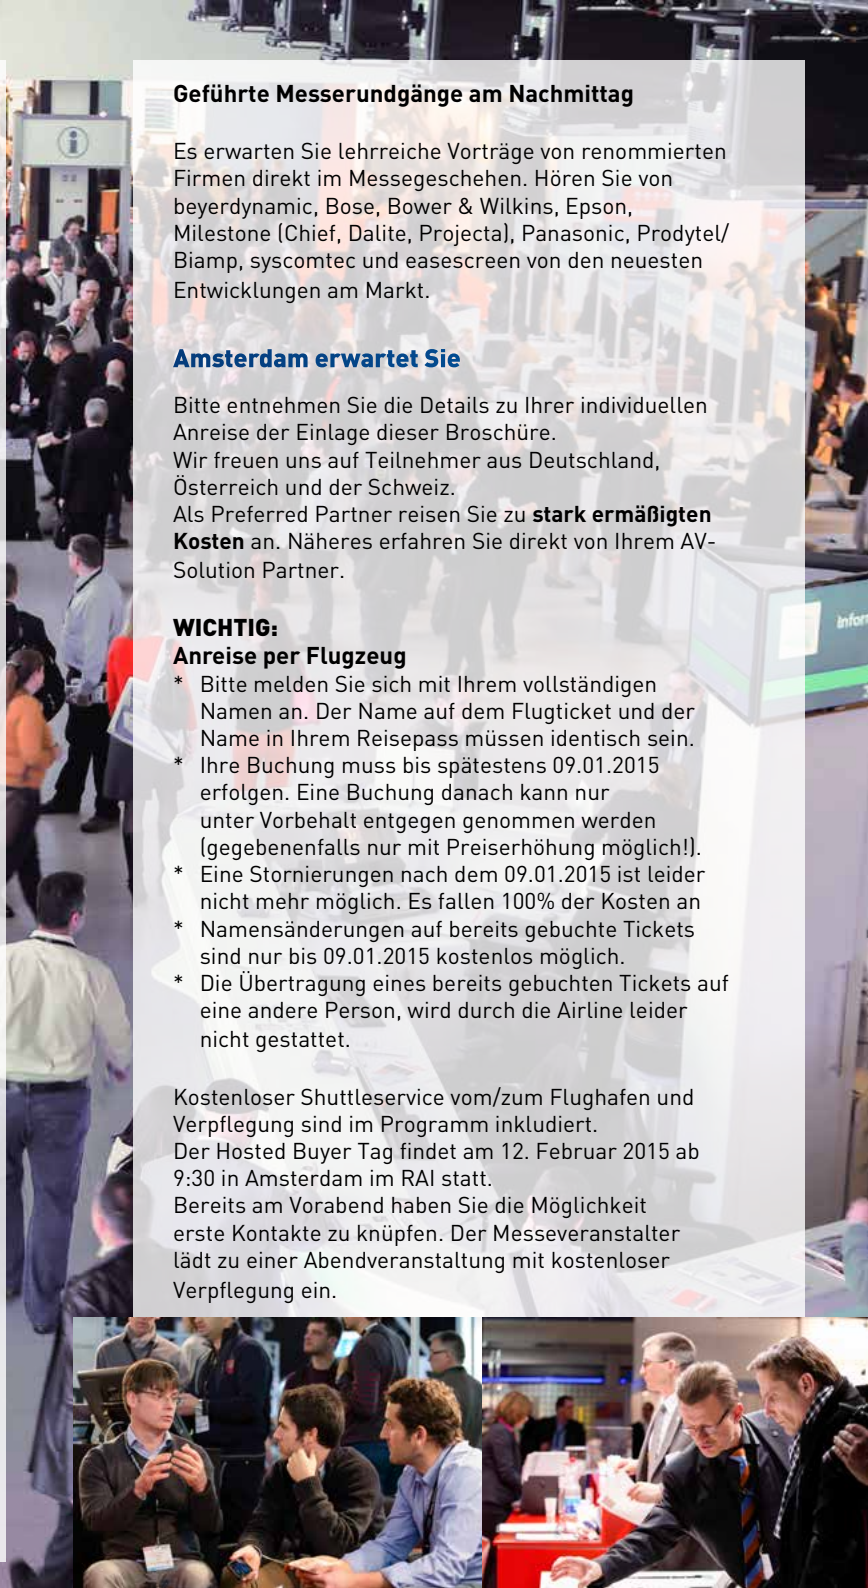 Geführte Messerundgänge am Nachmittag
Es erwarten Sie lehrreiche Vorträge von renommierten
Firmen direkt im Messegeschehen. Hören Sie von
beyerdynamic, Bose, Bower & Wilkins, Epson,
Milestone (Chief, Dalite, Projecta), Panasonic, Prodytel/
Biamp, syscomtec und easescreen von den neuesten
Entwicklungen am Markt.
Amsterdam erwartet Sie
Bitte entnehmen Sie die Details zu Ihrer individuellen
Anreise der Einlage dieser Broschüre.
Wir freuen uns auf Teilnehmer aus Deutschland,
Österreich und der Schweiz.
Als Preferred Partner reisen Sie zu stark ermäßigten
Kosten an. Näheres erfahren Sie direkt von Ihrem AV-
Solution Partner.
WICHTIG:
Anreise per Flugzeug
* Bitte melden Sie sich mit Ihrem vollständigen
Namen an. Der Name auf dem Flugticket und der
Name in Ihrem Reisepass müssen identisch sein.
* Ihre Buchung muss bis spätestens 09.01.2015
erfolgen. Eine Buchung danach kann nur
unter Vorbehalt entgegen genommen werden
(gegebenenfalls nur mit Preiserhöhung möglich!).
* Eine Stornierungen nach dem 09.01.2015 ist leider
nicht mehr möglich. Es fallen 100% der Kosten an
* Namensänderungen auf bereits gebuchte Tickets
sind nur bis 09.01.2015 kostenlos möglich.
* Die Übertragung eines bereits gebuchten Tickets auf
eine andere Person, wird durch die Airline leider
nicht gestattet.
Kostenloser Shuttleservice vom/zum Flughafen und
Verpflegung sind im Programm inkludiert.
Der Hosted Buyer Tag findet am 12. Februar 2015 ab
9:30 in Amsterdam im RAI statt.
Bereits am Vorabend haben Sie die Möglichkeit
erste Kontakte zu knüpfen. Der Messeveranstalter
lädt zu einer Abendveranstaltung mit kostenloser
Verpflegung ein.